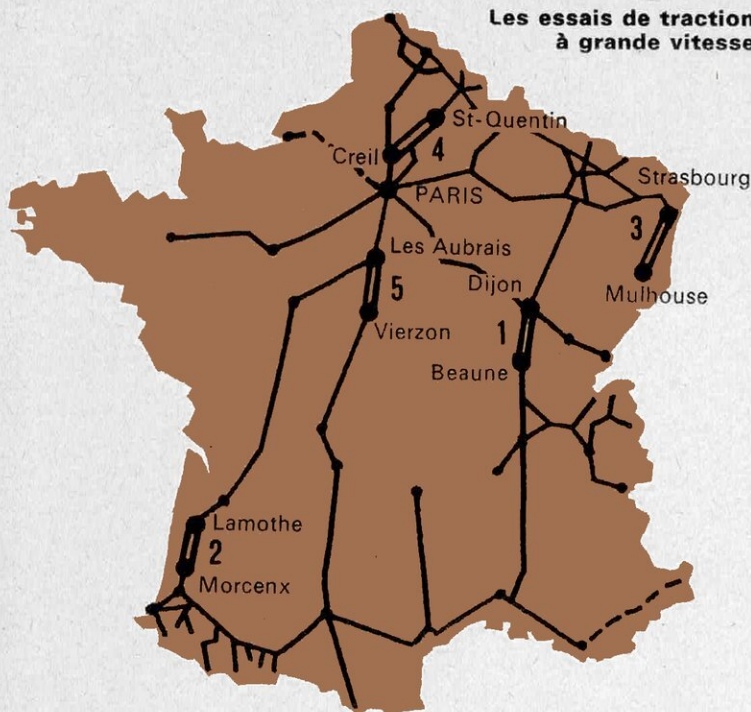 Les essais de traction
à grande vitesse
St-Quentin
Creil
4
PARIS
Strasbourg
3
Les Aubrais
Dijon
Mulhouse
5
1
Vierzon
Beaune
Lamothe
2
Morcenx